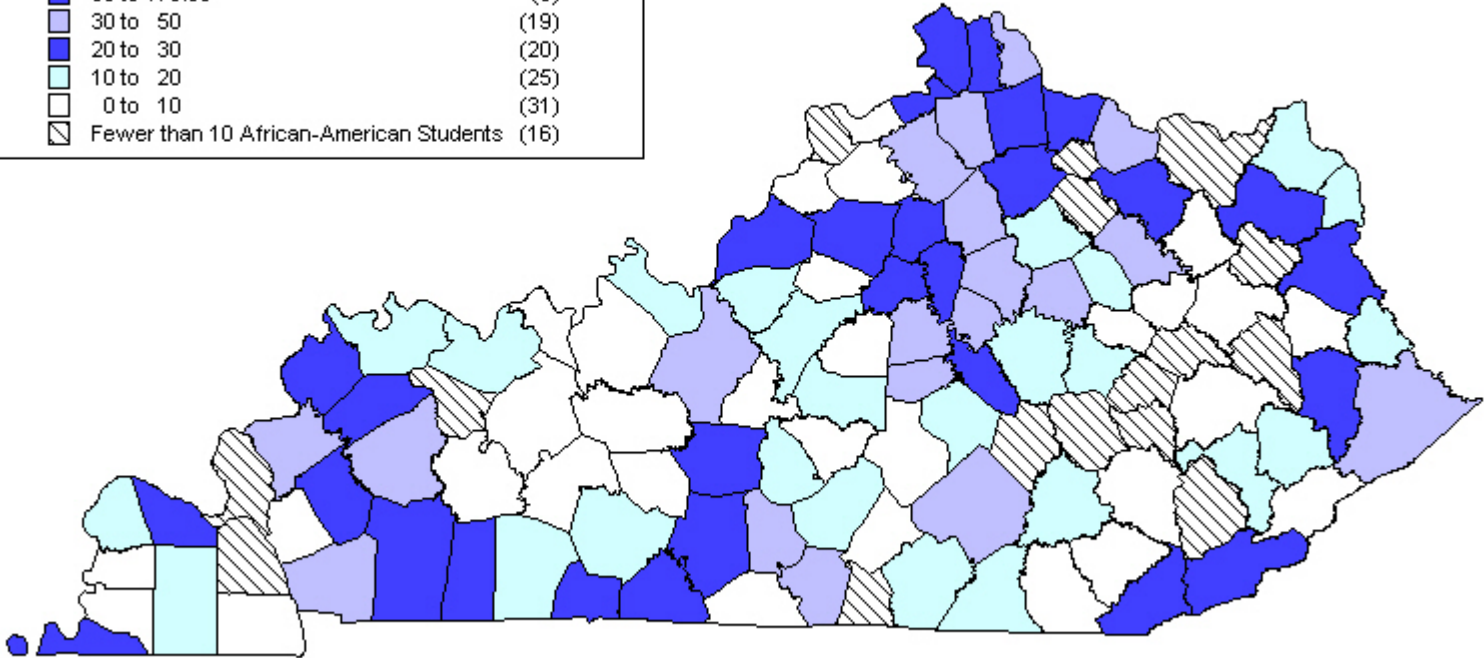 30 to 50 (19)
20 to 30 (20)
10 to 20 (25)
0 to 10 (31)
Fewer than 10 African-American Students (16)